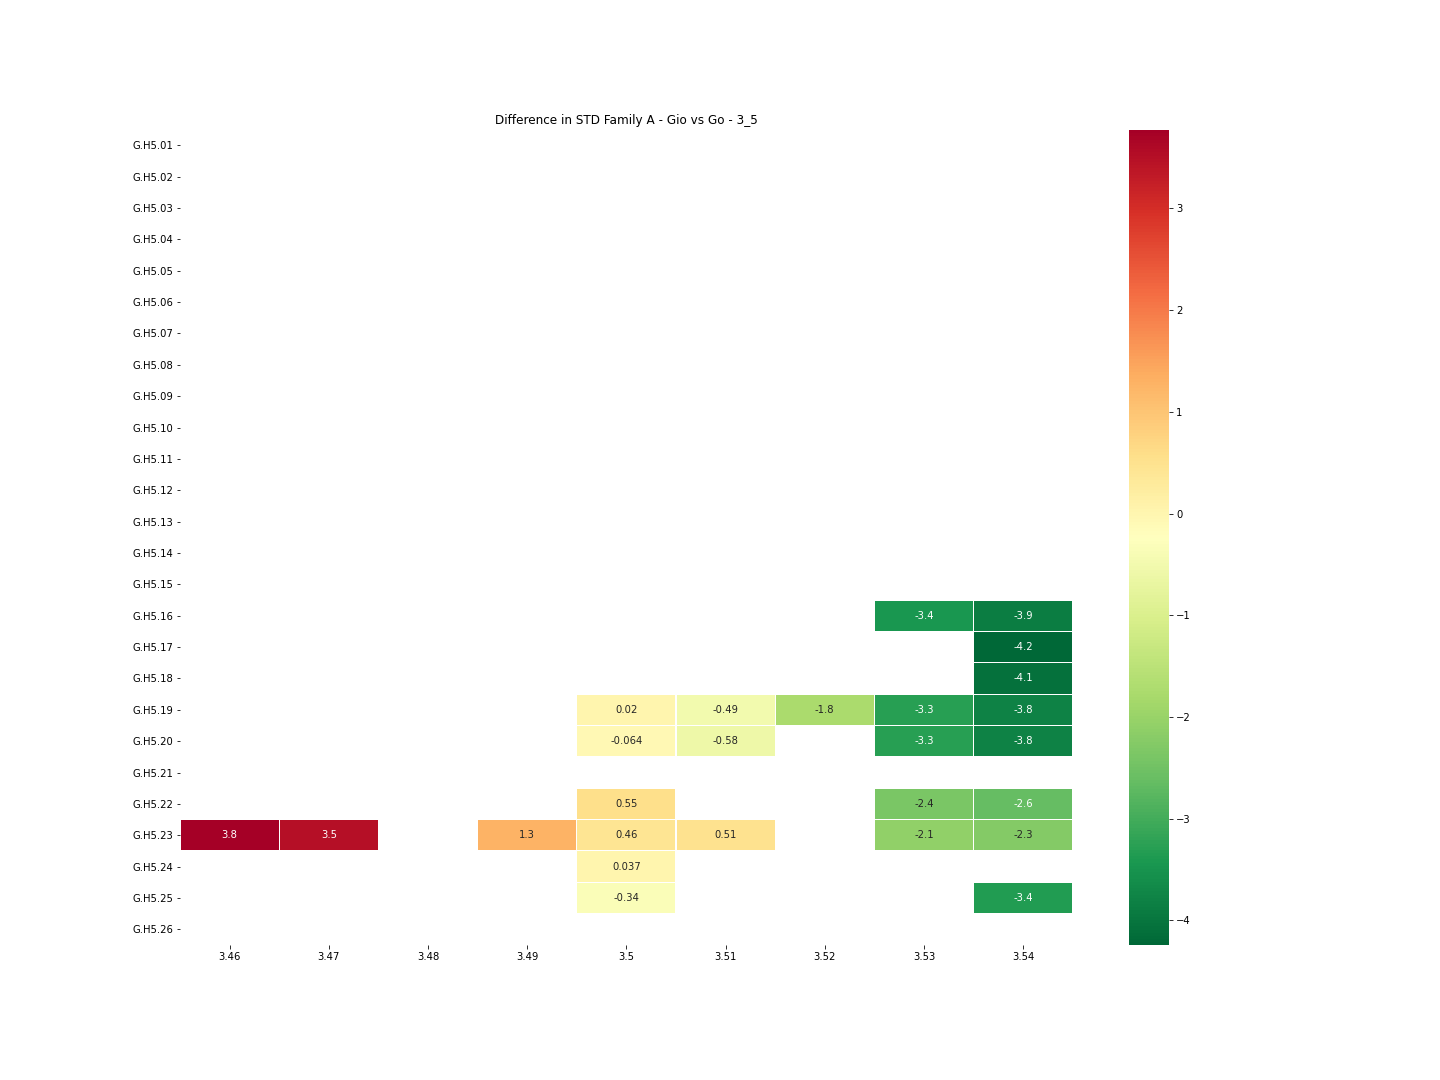 Difference in STD Family A - Gio vs Go - 3_5
G.H5.01
G.H5.02
G.H5.03
3
G.H5.04
G.H5.05
G.H5.06
2
G.H5.07
G.H5.08
G.H5.09
1
G.H5.10
G.H5.11
G.H5.12
0
G.H5.13
G.H5.14
G.H5.15
G.H5.16 -3.4 -3.9
−1
G.H5.17 -4.2
G.H5.18 -4.1
G.H5.19 0.02 -0.49 -1.8 -3.3 -3.8
−2
G.H5.20 -0.064 -0.58 -3.3 -3.8
G.H5.21
G.H5.22 0.55 -2.4 -2.6
−3
G.H5.23 3.8 3.5 1.3 0.46 0.51 -2.1 -2.3
G.H5.24 0.037
G.H5.25 -0.34 -3.4
−4
G.H5.26
3.46 3.47 3.48 3.49 3.5 3.51 3.52 3.53 3.54